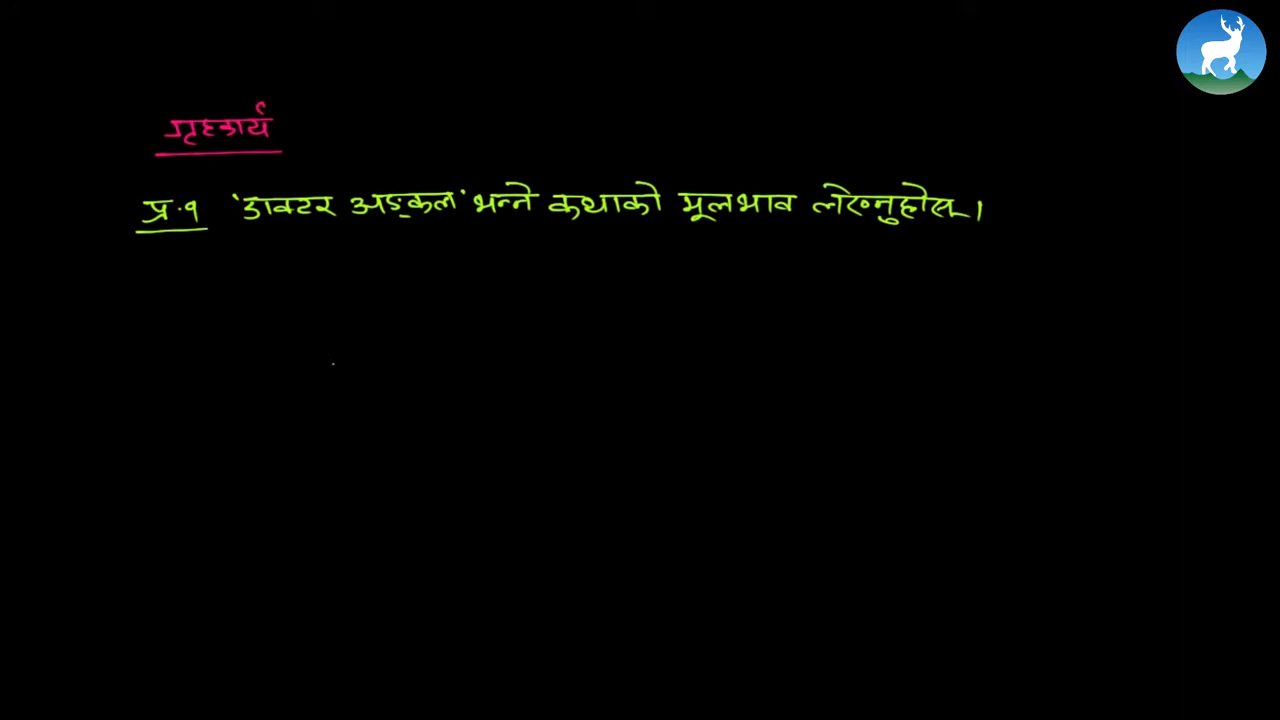 गृहकार्य
प्र.१ 'डाक्टर अङ्कल' भन्ने कथाको मूलभाव लेख्नुहोस् ।